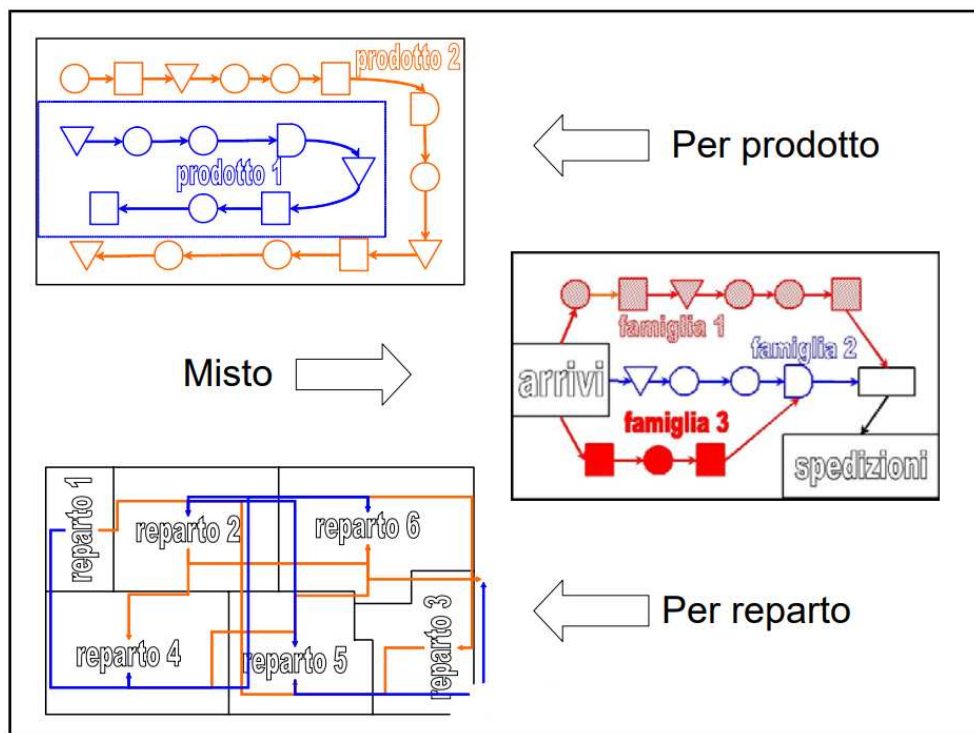 prodotto 2
prodotto 1
Per prodotto
famiglia 1
famiglia 2
arrivi
famiglia 3
spedizioni
Misto
reparto 1
reparto 2
reparto 6
reparto 4
reparto 5
reparto 3
Per reparto